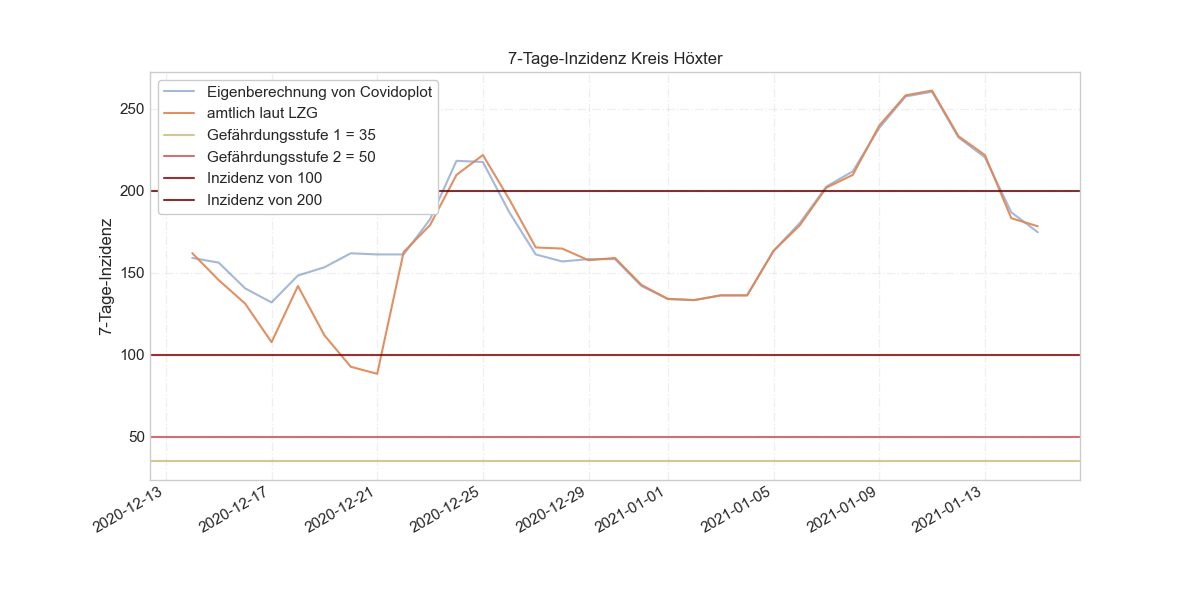 7-Tage-Inzidenz Kreis Höxter
Eigenberechnung von Covidoplot
amtlich laut LZG
Gefährdungsstufe 1 = 35
Gefährdungsstufe 2 = 50
Inzidenz von 100
Inzidenz von 200
7-Tage-Inzidenz
250
200
150
100
50
2020-12-13
2020-12-17
2020-12-21
2020-12-25
2020-12-29
2021-01-01
2021-01-05
2021-01-09
2021-01-13